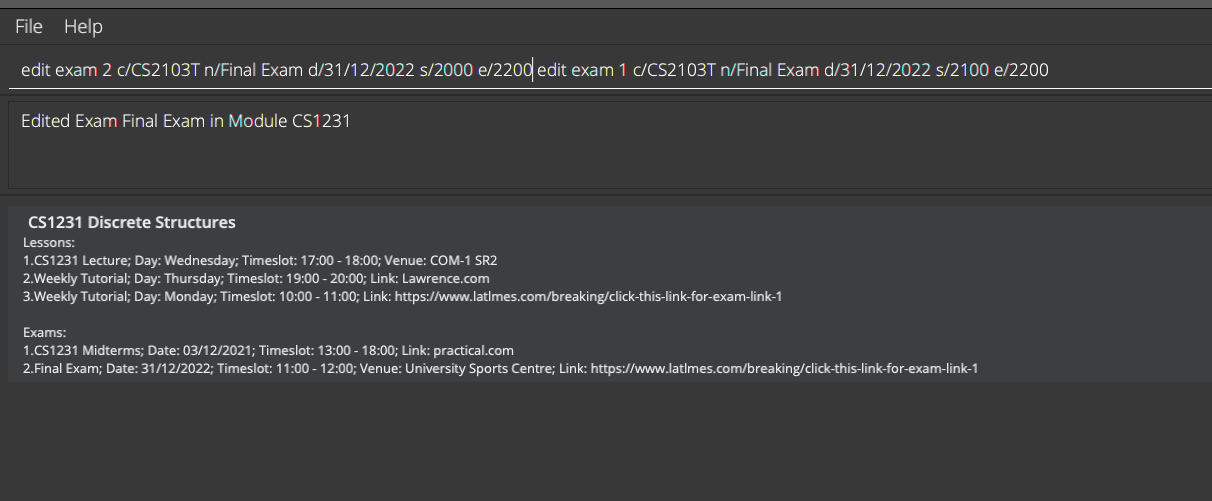 File Help
edit exam 2 c/CS2103T n/Final Exam d/31/12/2022 s/2000 e/2200 edit exam 1 c/CS2103T n/Final Exam d/31/12/2022 s/2100 e/2200
Edited Exam Final Exam in Module CS1231
CS1231 Discrete Structures
Lessons:
1.CS1231 Lecture; Day: Wednesday; Timeslot: 17:00 - 18:00; Venue: COM-1 SR2
2.Weekly Tutorial; Day: Thursday; Timeslot: 19:00 - 20:00; Link: Lawrence.com
3.Weekly Tutorial; Day: Monday; Timeslot: 10:00 - 11:00; Link: https://www.latlmes.com/breaking/click-this-link-for-exam-link-1
Exams:
1.CS1231 Midterms; Date: 03/12/2021; Timeslot: 13:00 - 18:00; Link: practical.com
2.Final Exam; Date: 31/12/2022; Timeslot: 11:00 - 12:00; Venue: University Sports Centre; Link: https://www.latlmes.com/breaking/click-this-link-for-exam-link-1